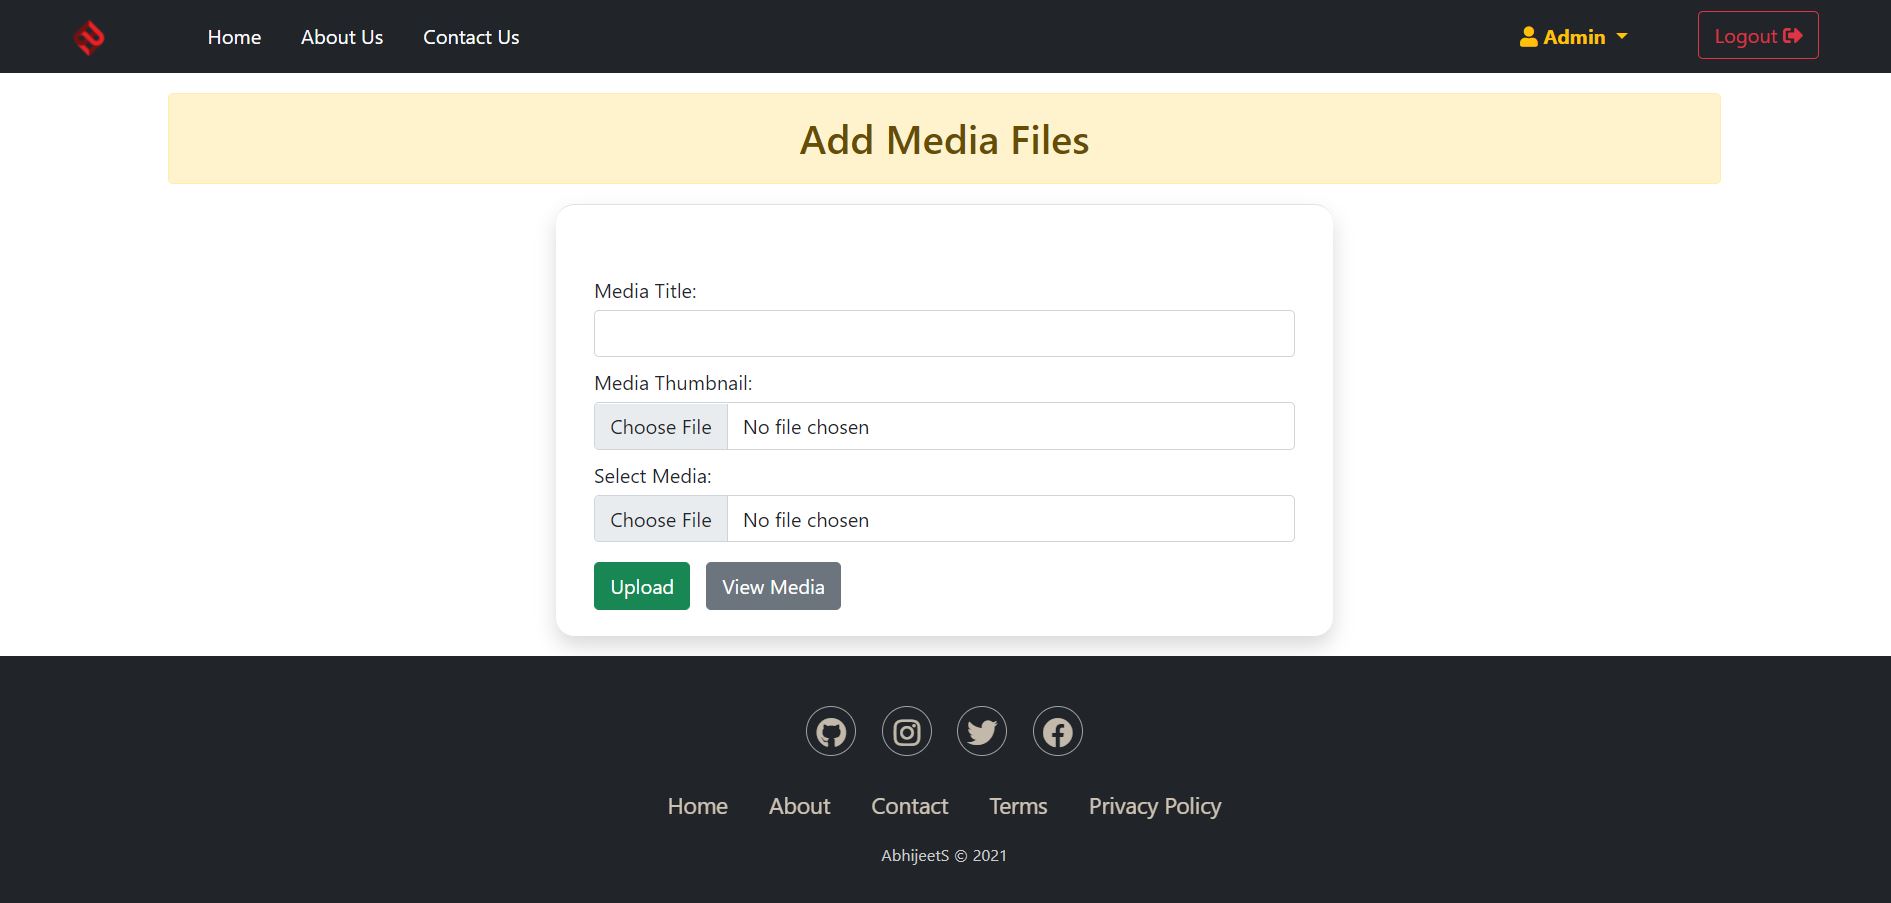 Home About Us Contact Us Admin Logout
Add Media Files
Media Title:
Media Thumbnail:
Choose File No file chosen
Select Media:
Choose File No file chosen
Upload View Media
Home About Contact Terms Privacy Policy
AbhijeetS © 2021